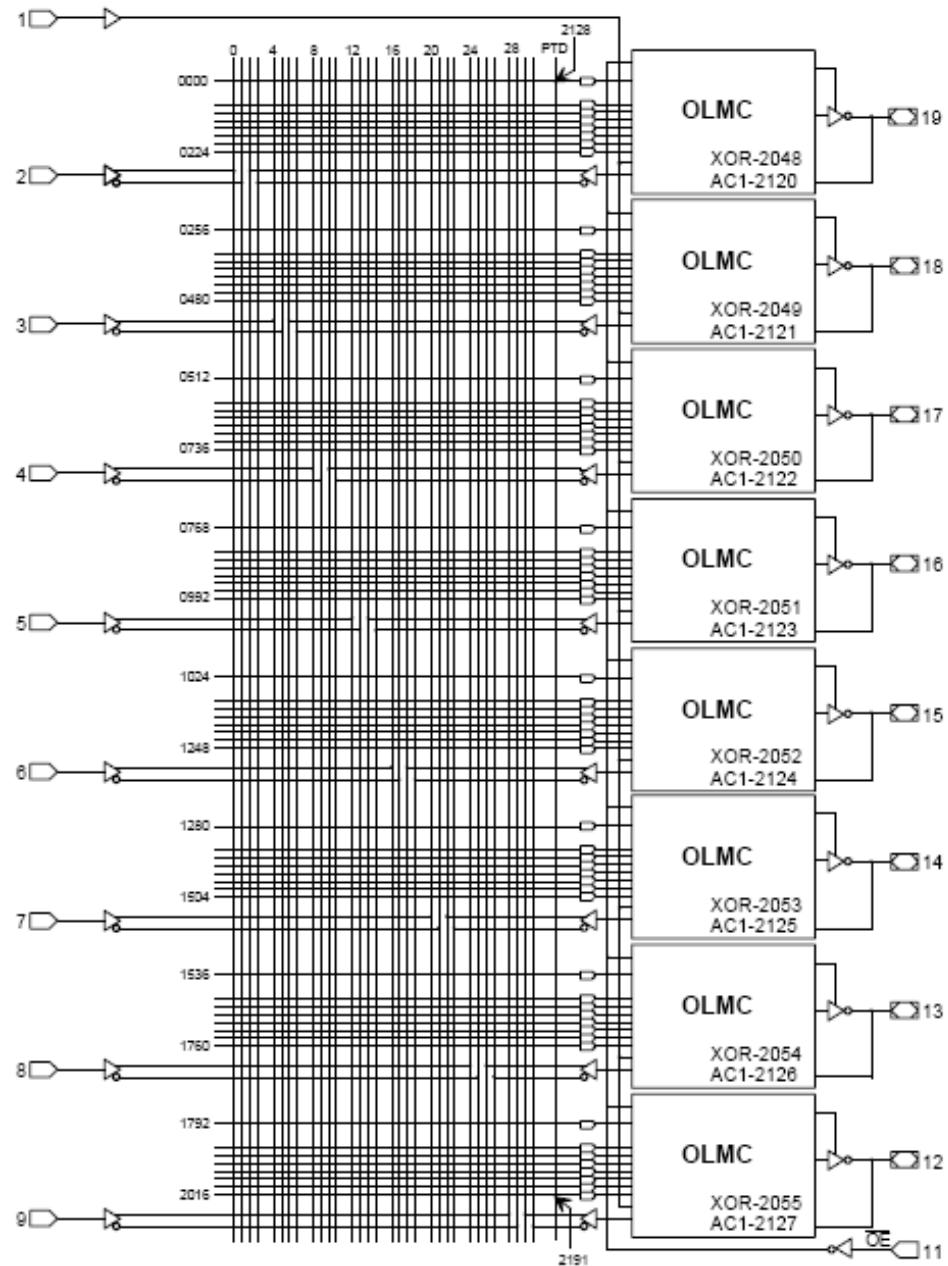 1
2128
0 4 8 12 16 20 24 28 PTD
0000
OLMC
19
0224
XOR-2048
2
AC1-2120
0256
OLMC
18
0480
XOR-2049
3
AC1-2121
0512
OLMC
17
0736
XOR-2050
4
AC1-2122
0768
OLMC
16
0992
XOR-2051
5
AC1-2123
1024
OLMC
15
1248
XOR-2052
6
AC1-2124
1280
OLMC
14
1504
XOR-2053
7
AC1-2125
1536
OLMC
13
1760
XOR-2054
8
AC1-2126
1792
OLMC
12
2016
XOR-2055
9
AC1-2127
OE
11
2191